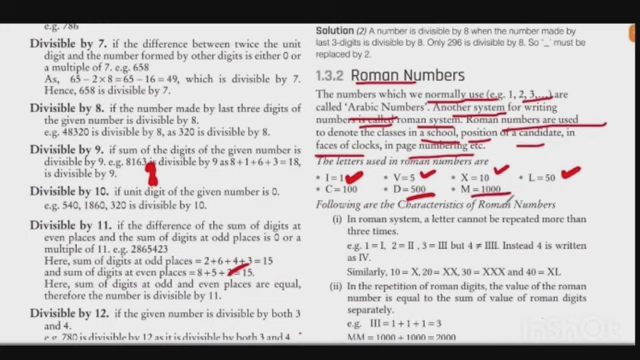 e.g. 786
Divisible by 7. if the difference between twice the unit
digit and the number formed by other digits is either 0 or
a multiple of 7. e.g. 658
As, 65 – 2 × 8 = 65 – 16 = 49, which is divisible by 7.
Hence, 658 is divisible by 7.
Divisible by 8. if the number made by last three digits of
the given number is divisible by 8.
e.g. 48320 is divisible by 8, as 320 is divisible by 8.
Divisible by 9. if sum of the digits of the given number is
divisible by 9. e.g. 8163 is divisible by 9 as 8 + 1 + 6 + 3 = 18,
is divisible by 9.
Divisible by 10. if unit digit of the given number is 0.
e.g. 540, 1860, 320 is divisible by 10.
Divisible by 11. if the difference of the sum of digits at
even places and the sum of digits at odd places is 0 or a
multiple of 11. e.g. 2865423
Here, sum of digits at odd places = 2 + 6 + 4 + 3 = 15
and sum of digits at even places = 8 + 5 + 2 = 15.
Here, sum of digits at odd and even places are equal,
therefore the number is divisible by 11.
Divisible by 12. if the given number is divisible by both 3
and 4.
e.g. 780 is divisible by 12 as it is divisible by both 3 and 4.
Solution (2) A number is divisible by 8 when the number made by
last 3-digits is divisible by 8. Only 296 is divisible by 8. So '_' must be
replaced by 2.
1.3.2 Roman Numbers
The numbers which we normally use (e.g. 1, 2, 3,....) are
called 'Arabic Numbers'. Another system for writing
numbers is called roman system. Roman numbers are used
to denote the classes in a school, position of a candidate, in
faces of clocks, in page numbering etc.
The letters used in roman numbers are
• I = 1 • V = 5 • X = 10 • L = 50
• C = 100 • D = 500 • M = 1000
Following are the Characteristics of Roman Numbers
(i) In roman system, a letter cannot be repeated more than
three times.
e.g. 1 = I, 2 = II, 3 = III but 4 ≠ IIII. Instead 4 is written
as IV.
Similarly, 10 = X, 20 = XX, 30 = XXX and 40 = XL
(ii) In the repetition of roman digits, the value of the roman
number is equal to the sum of value of roman digits
separately.
e.g. III = 1 + 1 + 1 = 3
MM = 1000 + 1000 = 2000